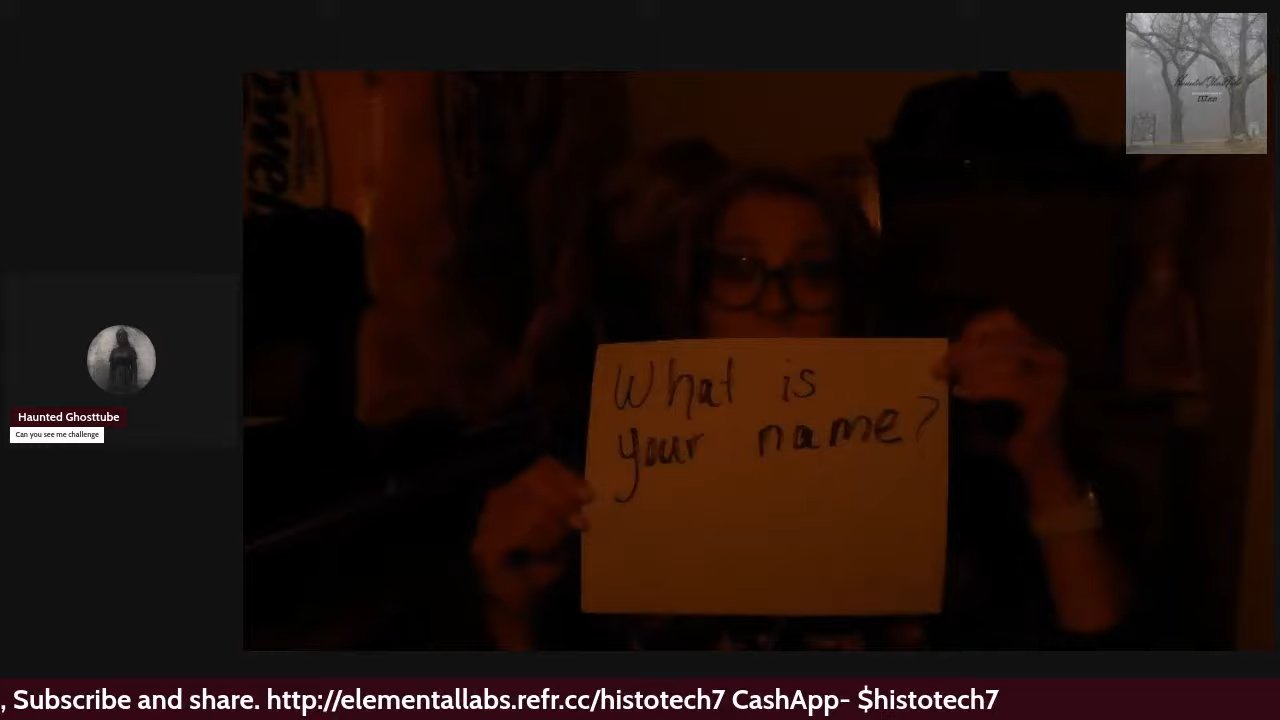 What is
your name?
Haunted Ghosttube
Can you see me challenge
, Subscribe and share. http://elementallabs.refr.cc/histotech7 CashApp- $histotech7